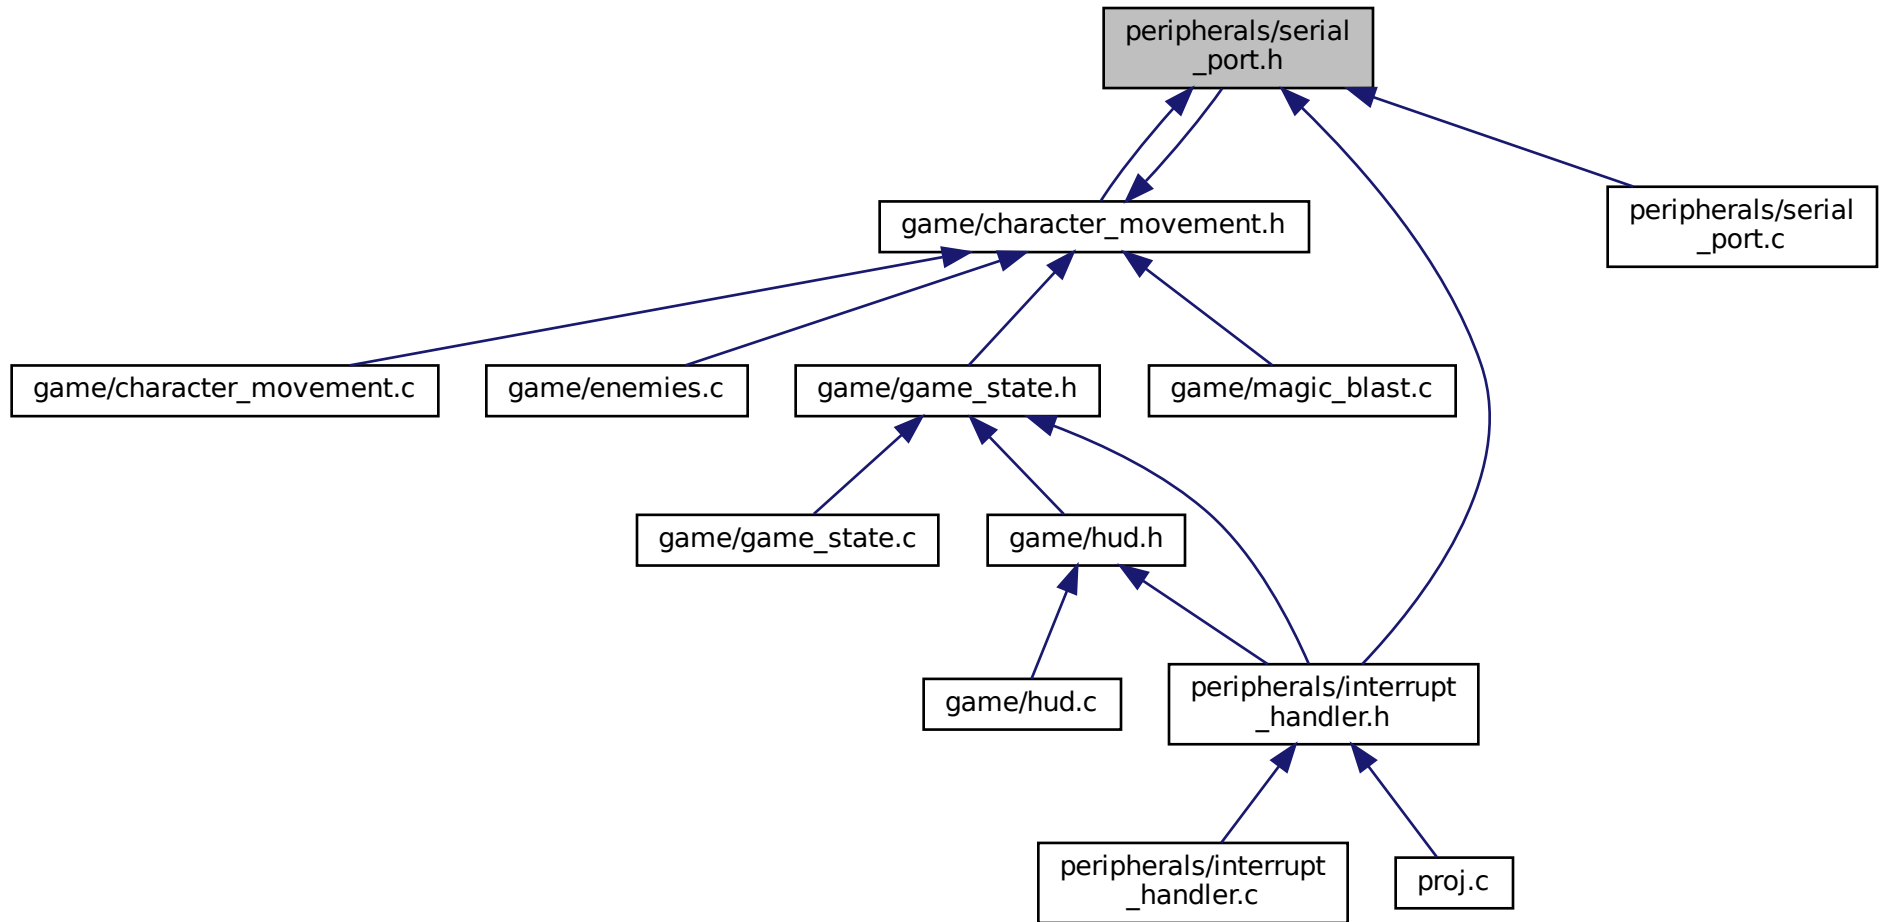 peripherals/serial
_port.h
game/character_movement.h
peripherals/serial
_port.c
game/character_movement.c
game/enemies.c
game/game_state.h
game/magic_blast.c
game/game_state.c
game/hud.h
game/hud.c
peripherals/interrupt
_handler.h
peripherals/interrupt
_handler.c
proj.c